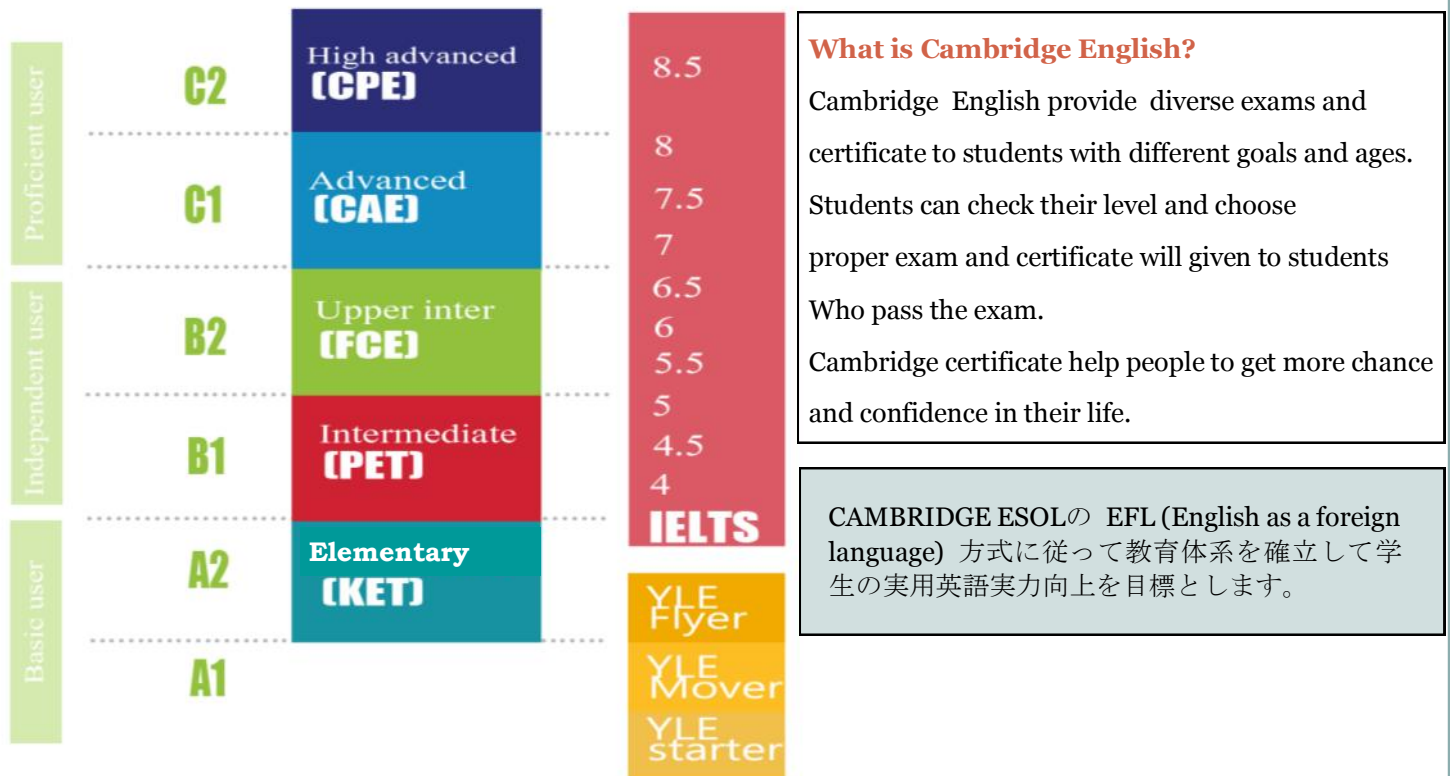 Proficient user
Independent user
Basic user
C2
C1
B2
B1
A2
A1
High advanced
(CPE)
Advanced
(CAE)
Upper inter
(FCE)
Intermediate
(PET)
Elementary
(KET)
8.5
8
7.5
7
6.5
6
5.5
5
4.5
4
IELTS
YLE
Flyer
YLE
Mover
YLE
starter
What is Cambridge English?
Cambridge English provide diverse exams and
certificate to students with different goals and ages.
Students can check their level and choose
proper exam and certificate will given to students
Who pass the exam.
Cambridge certificate help people to get more chance
and confidence in their life.
CAMBRIDGE ESOLの EFL (English as a foreign
language) 方式に従って教育体系を確立して学
生の実用英語実力向上を目標とします。